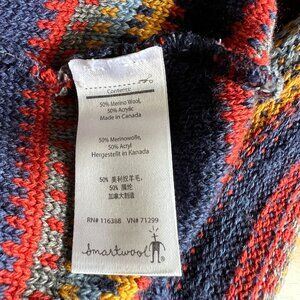 Contents:
50% Merino Wool,
50% Acrylic
Made in Canada
50% Merinowolle,
50% Acryl
Hergestellt in Kanada
50% 美利奴羊毛,
50% 腈纶
加拿大制造
RN# 116388 VN# 71299
Smartwool